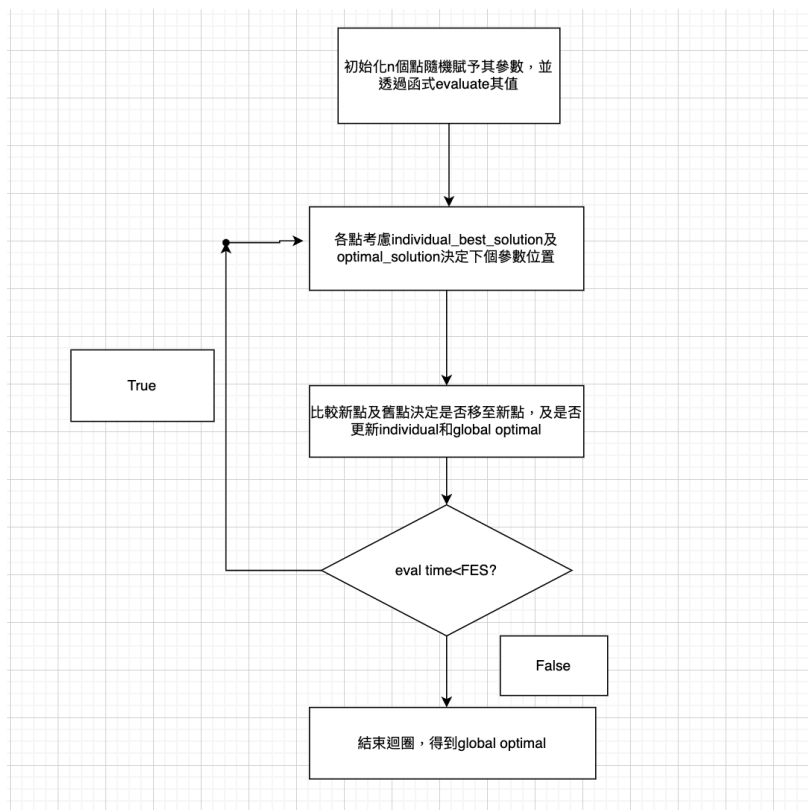 初始化n個點隨機賦予其參數，並
透過函式evaluate其值
各點考慮individual_best_solution及
optimal_solution決定下個參數位置
True
比較新點及舊點決定是否移至新點，及是否
更新individual和global optimal
eval time<FES?
False
結束迴圈，得到global optimal